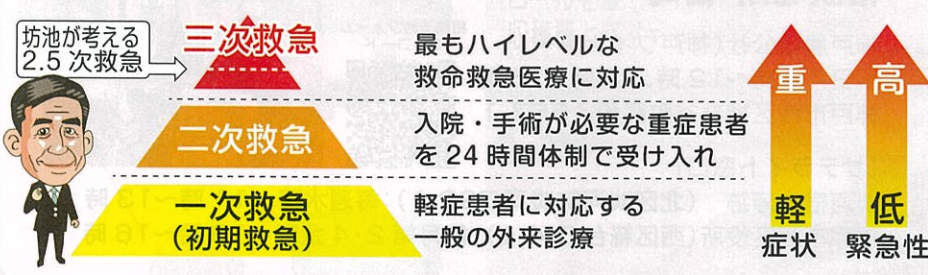 坊池が考える
2.5次救急
三次救急
最もハイレベルな
救命救急医療に対応
二次救急
入院・手術が必要な重症患者
を24時間体制で受け入れ
一次救急
(初期救急)
軽症患者に対応する
一般の外来診療
重
軽
症状
高
低
緊急性